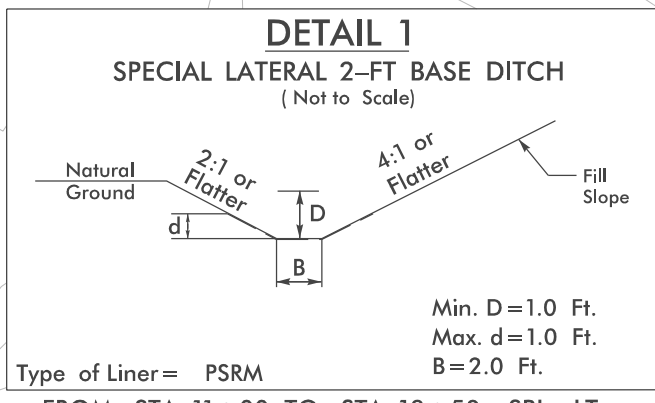 DETAIL 1
SPECIAL LATERAL 2-FT BASE DITCH
( Not to Scale)
Natural
Ground
2:1 or
Flatter
4:1 or
Flatter
Fill
Slope
D
d
B
Min. D=1.0 Ft.
Max. d=1.0 Ft.
B=2.0 Ft.
Type of Liner= PSRM